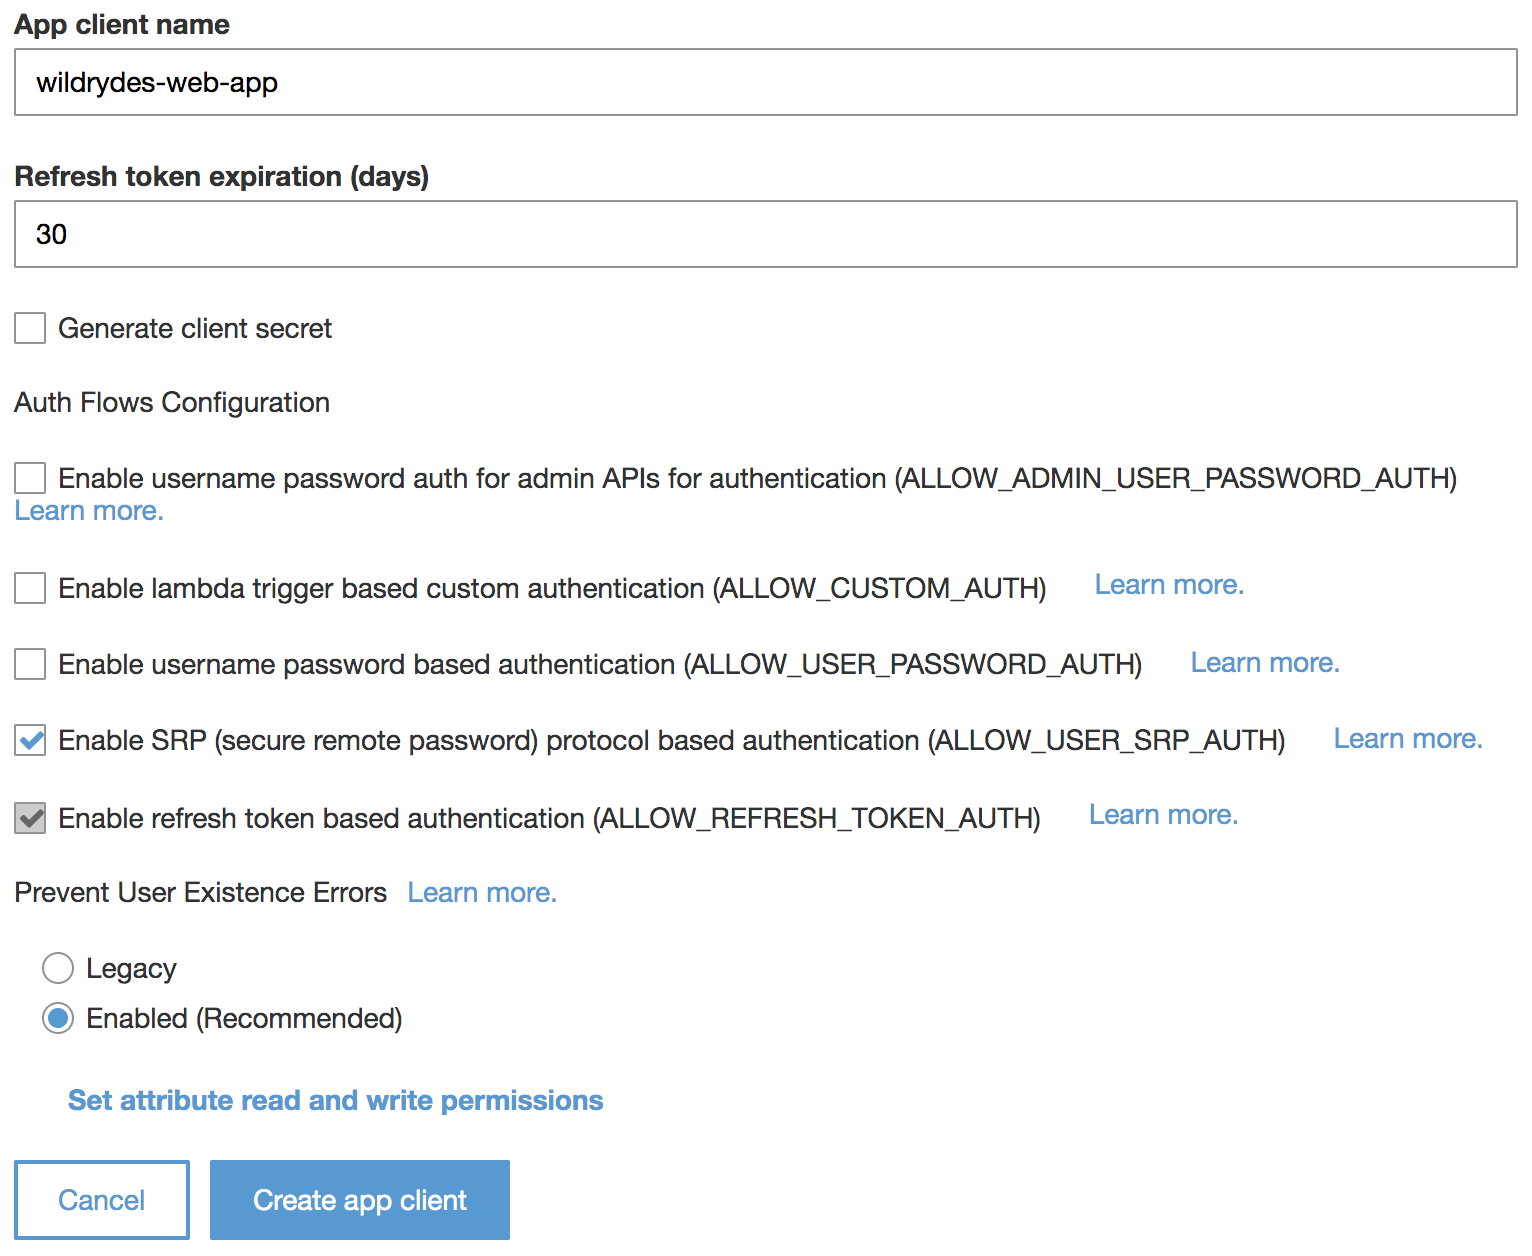 App client name
wildrydes-web-app
Refresh token expiration (days)
30
Generate client secret
Auth Flows Configuration
Enable username password auth for admin APIs for authentication (ALLOW_ADMIN_USER_PASSWORD_AUTH)
Learn more.
Enable lambda trigger based custom authentication (ALLOW_CUSTOM_AUTH) Learn more.
Enable username password based authentication (ALLOW_USER_PASSWORD_AUTH) Learn more.
Enable SRP (secure remote password) protocol based authentication (ALLOW_USER_SRP_AUTH) Learn more.
Enable refresh token based authentication (ALLOW_REFRESH_TOKEN_AUTH) Learn more.
Prevent User Existence Errors Learn more.
Legacy
Enabled (Recommended)
Set attribute read and write permissions
Cancel Create app client